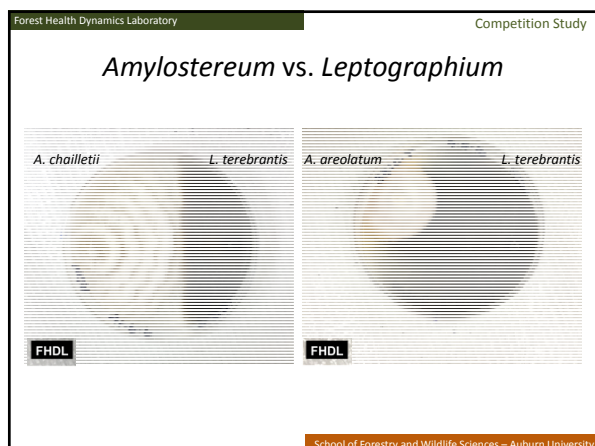 Forest Health Dynamics Laboratory
Competition Study
Amylostereum vs. Leptographium
A. chailletii
L. terebrantis
A. areolatum
L. terebrantis
FHDL
FHDL
School of Forestry and Wildlife Sciences – Auburn University